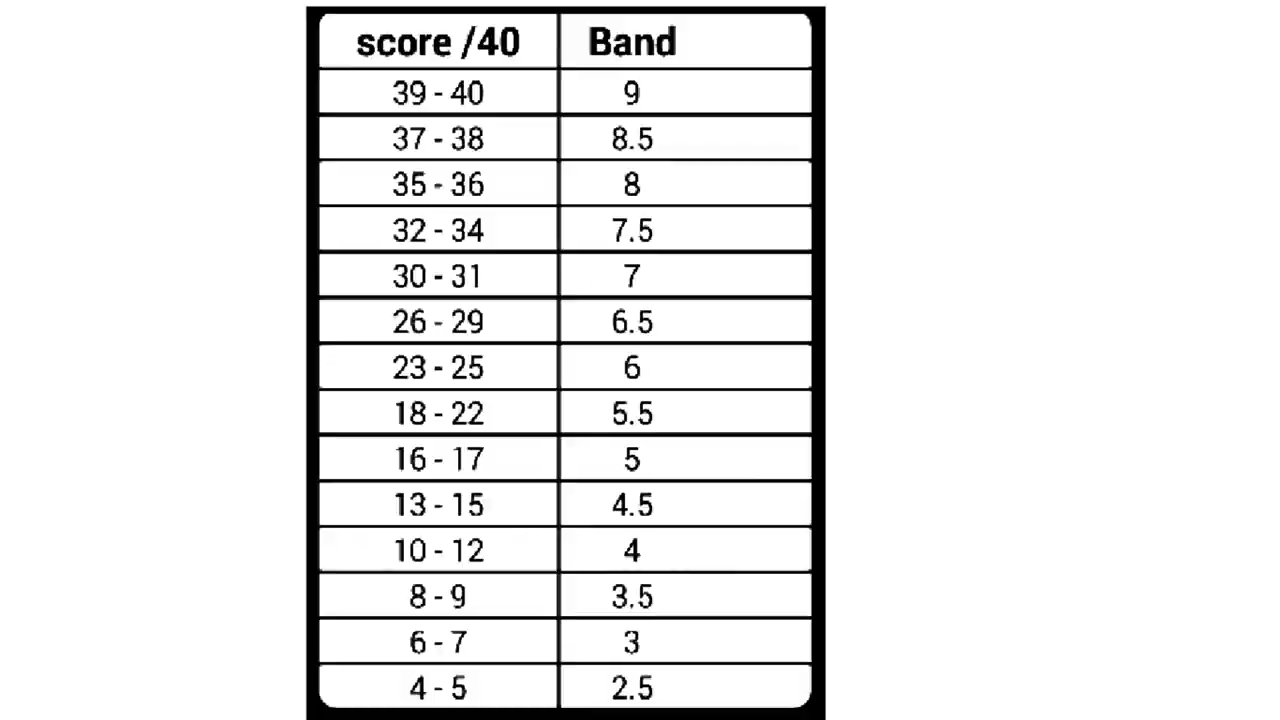 score /40 Band
39 - 40 9
37 - 38 8.5
35 - 36 8
32 - 34 7.5
30 - 31 7
26 - 29 6.5
23 - 25 6
18 - 22 5.5
16 - 17 5
13 - 15 4.5
10 - 12 4
8 - 9 3.5
6 - 7 3
4 - 5 2.5